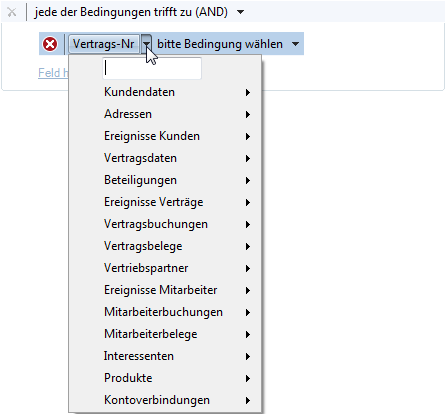 jede der Bedingungen trifft zu (AND)
Vertrags-Nr bitte Bedingung wählen
Feld h
Kundendaten
Adressen
Ereignisse Kunden
Vertragsdaten
Beteiligungen
Ereignisse Verträge
Vertragsbuchungen
Vertragsbelege
Vertriebspartner
Ereignisse Mitarbeiter
Mitarbeiterbuchungen
Mitarbeiterbelege
Interessenten
Produkte
Kontoverbindungen